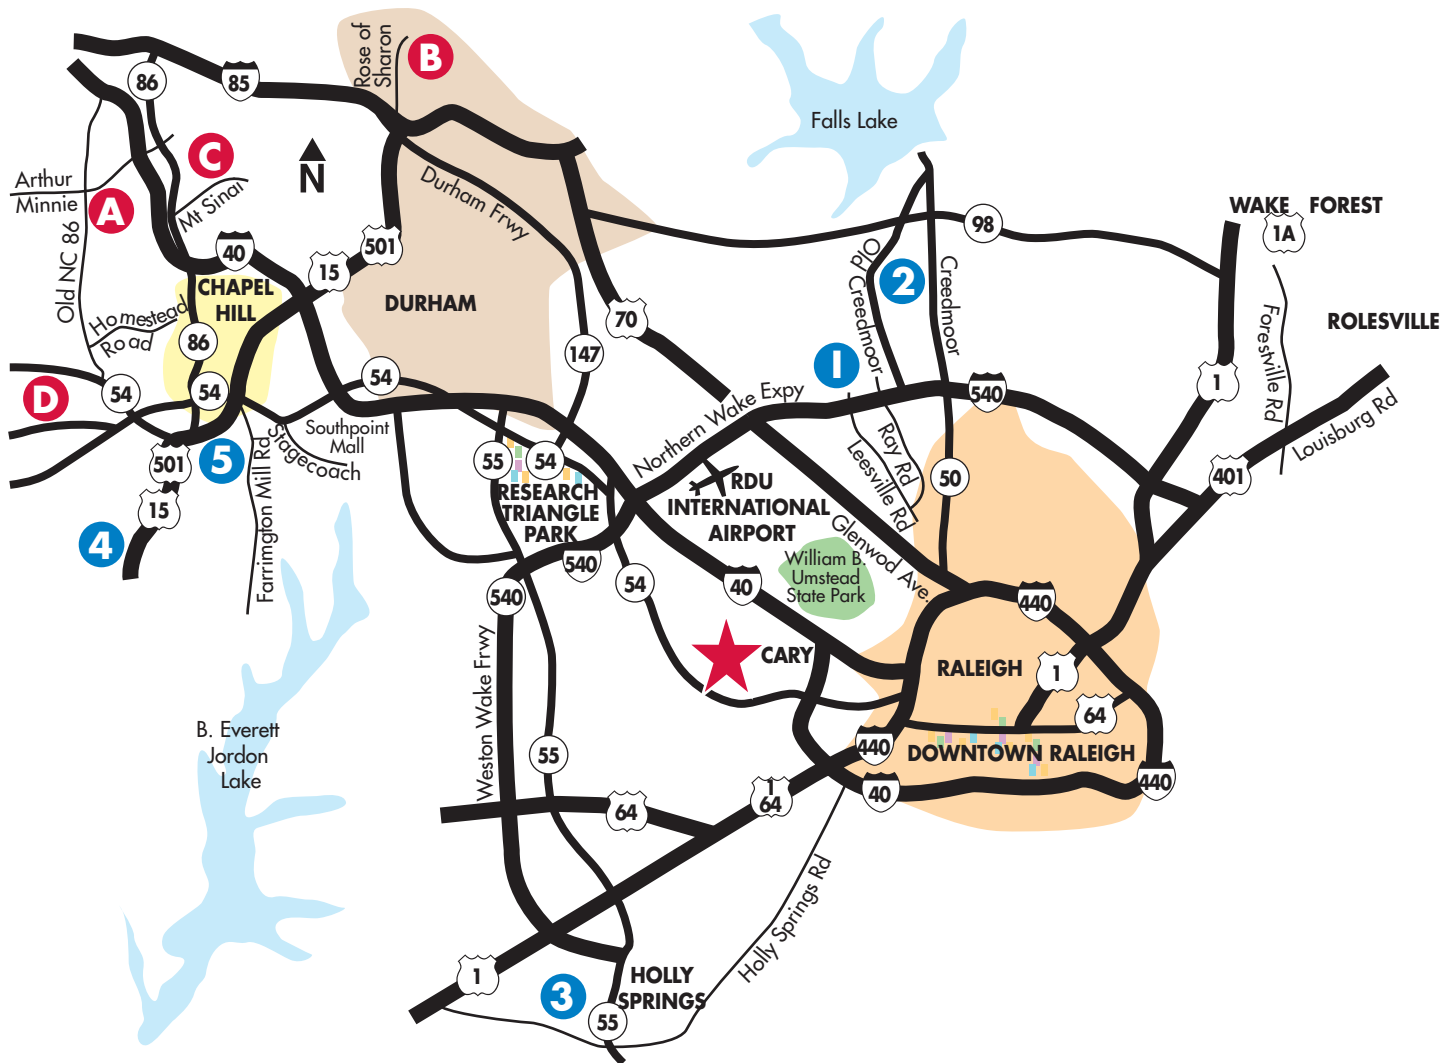 Rose of
Sharon
B
86
85
Falls Lake
C
N
Arthur
Minnie
A
Mt Sinai
Durham Frwy
Old NC 86
40
501
15
98
WAKE FOREST
1A
CHAPEL
HILL
DURHAM
Old
Creedmoor
2
Creedmoor
Forestville Rd
ROLESVILLE
Homestead
Road
86
70
147
1
1
D
54
54
54
Northern Wake Expy
540
Louisburg Rd
Southpoint
Mall
Stagecoach
Farrington Mill Rd
501
5
55
54
Ray Rd
Leesville Rd
50
401
15
4
RESEARCH
TRIANGLE
PARK
RDU
INTERNATIONAL
AIRPORT
Glenwod Ave.
William B.
Umstead
State Park
540
540
54
40
440
Weston Wake Frwy
CARY
RALEIGH
1
64
B. Everett
Jordon
Lake
55
440
DOWNTOWN RALEIGH
440
40
64
1
64
Holly Springs Rd
1
3
HOLLY
SPRINGS
55